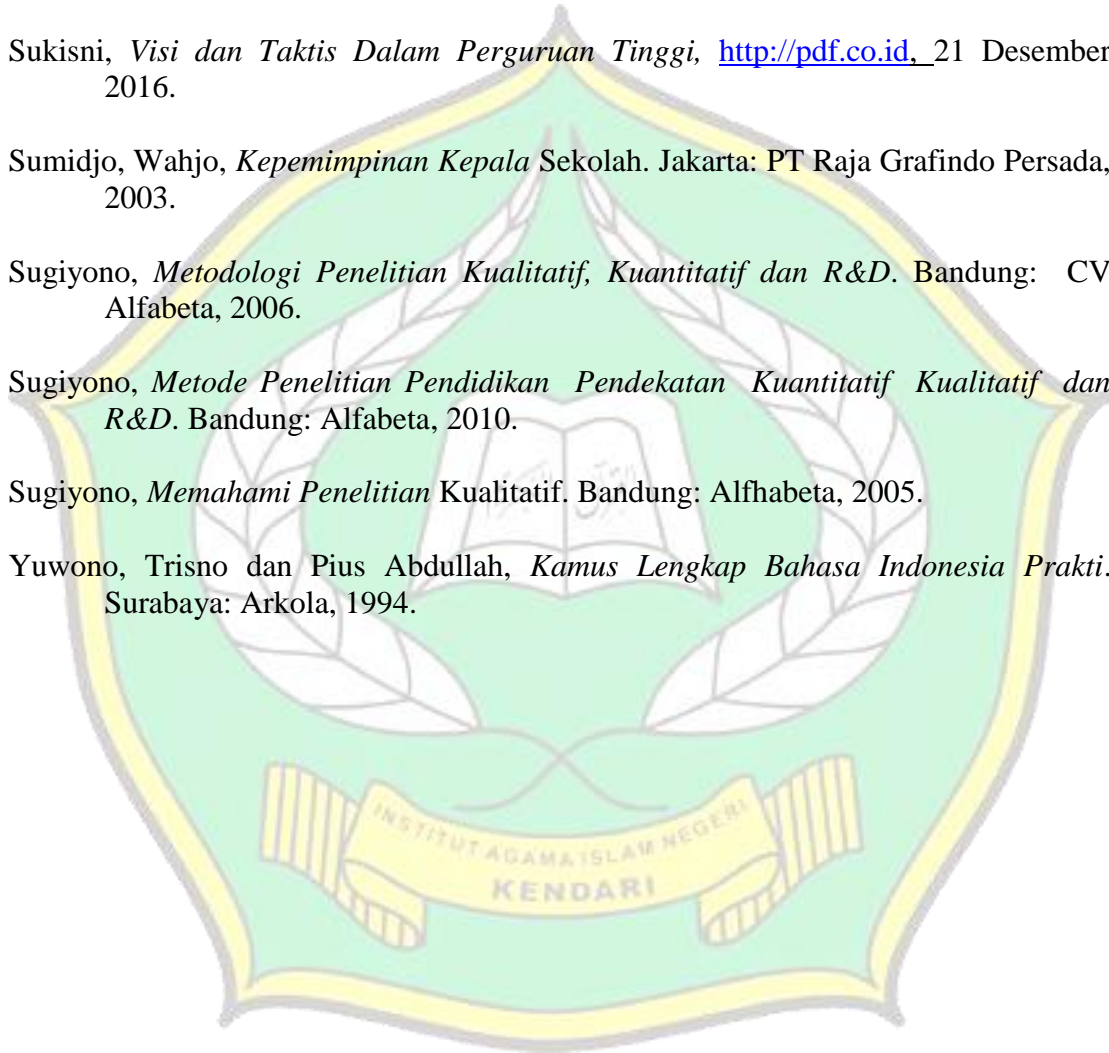 Sukisni, Visi dan Taktis Dalam Perguruan Tinggi, http://pdf.co.id, 21 Desember
2016.
Sumidjo, Wahjo, Kepemimpinan Kepala Sekolah. Jakarta: PT Raja Grafindo Persada,
2003.
Sugiyono, Metodologi Penelitian Kualitatif, Kuantitatif dan R&D. Bandung: CV
Alfabeta, 2006.
Sugiyono, Metode Penelitian Pendidikan Pendekatan Kuantitatif Kualitatif dan
R&D. Bandung: Alfabeta, 2010.
Sugiyono, Memahami Penelitian Kualitatif. Bandung: Alfhabeta, 2005.
Yuwono, Trisno dan Pius Abdullah, Kamus Lengkap Bahasa Indonesia Prakti.
Surabaya: Arkola, 1994.
INSTITUT AGAMA ISLAM NEGERI
KENDARI